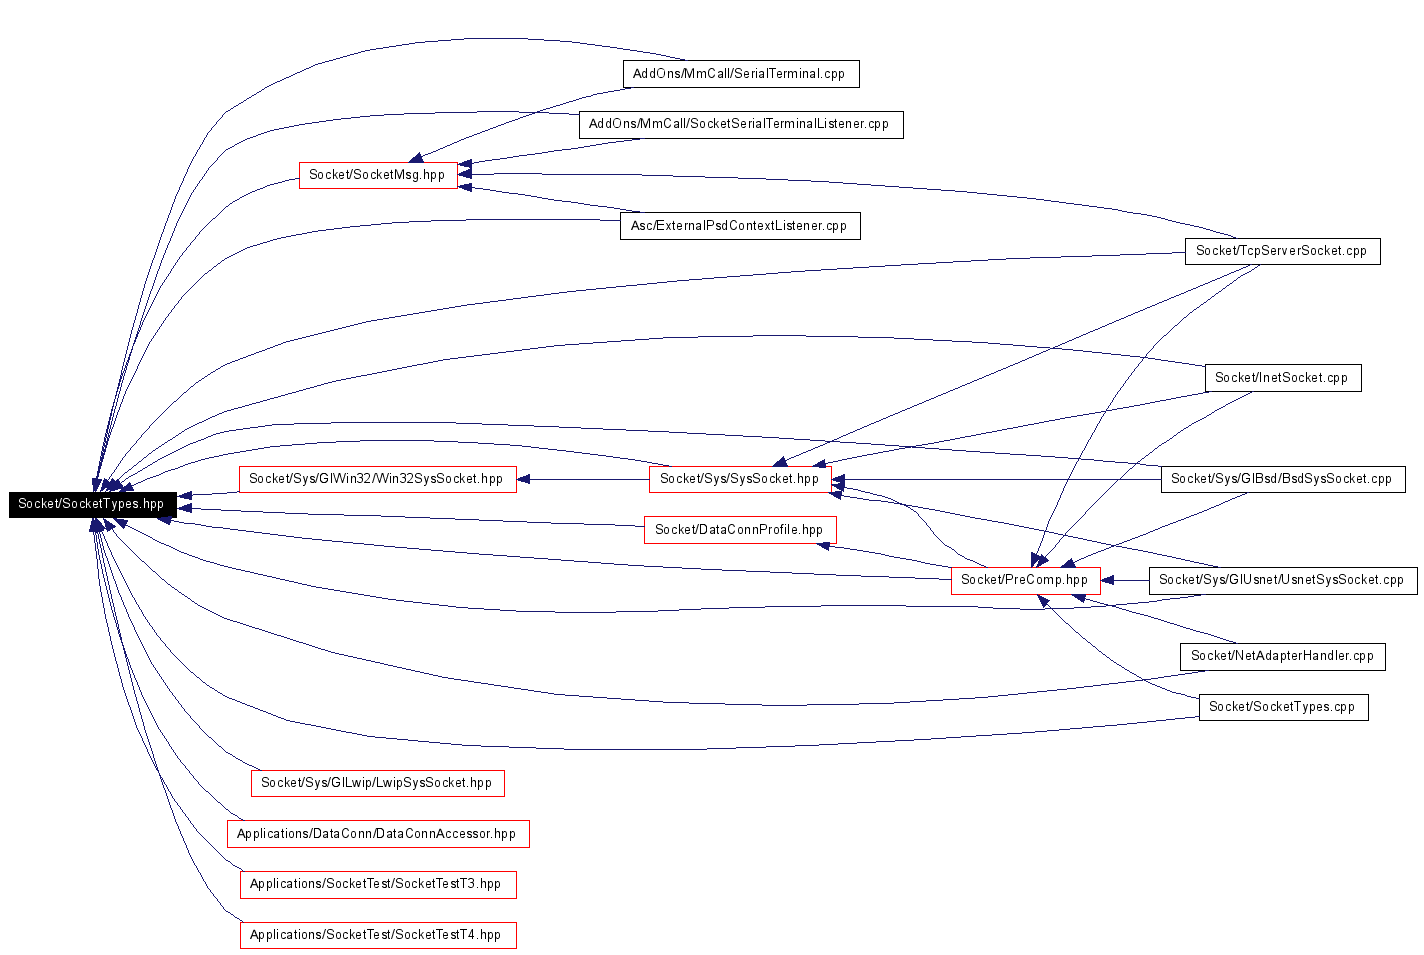 AddOns/MmCall/SerialTerminal.cpp
AddOns/MmCall/SocketSerialTerminalListener.cpp
Socket/SocketMsg.hpp
Asc/ExternalPsdContextListener.cpp
Socket/TcpServerSocket.cpp
Socket/InetSocket.cpp
Socket/Sys/GlWin32/Win32SysSocket.hpp
Socket/Sys/SysSocket.hpp
Socket/Sys/GlBsd/BsdSysSocket.cpp
Socket/SocketTypes.hpp
Socket/DataConnProfile.hpp
Socket/PreComp.hpp
Socket/Sys/GlUsnet/UsnetSysSocket.cpp
Socket/NetAdapterHandler.cpp
Socket/SocketTypes.cpp
Socket/Sys/GlLwip/LwipSysSocket.hpp
Applications/DataConn/DataConnAccessor.hpp
Applications/SocketTest/SocketTestT3.hpp
Applications/SocketTest/SocketTestT4.hpp